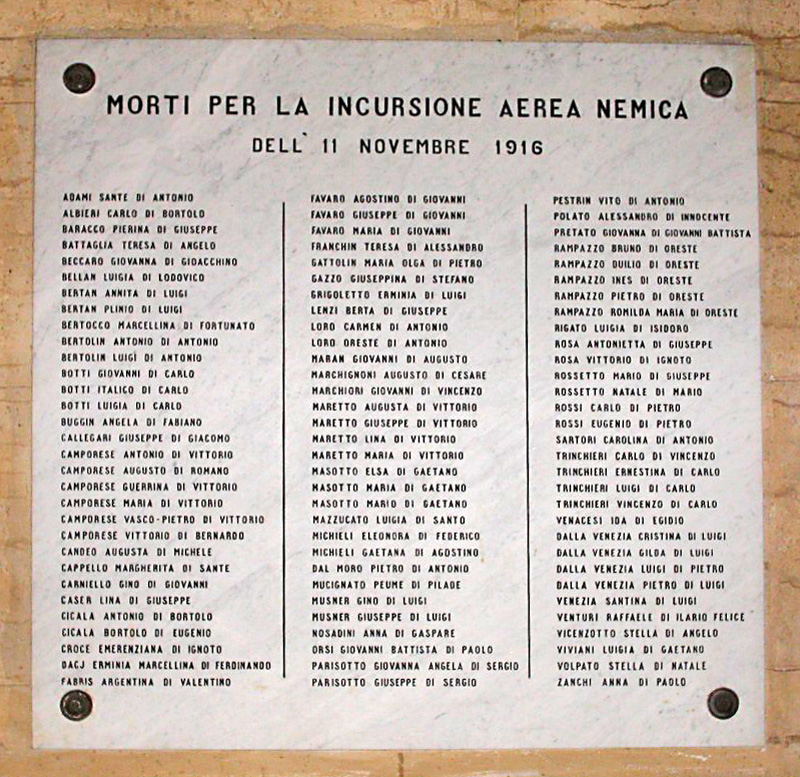 MORTI PER LA INCURSIONE AEREA NEMICA
DELL' 11 NOVEMBRE 1916
ADAMI SANTE DI ANTONIO
ALBIERI CARLO DI BORTOLO
BARACCO PIERINA DI GIUSEPPE
BATTAGLIA TERESA DI ANGELO
BECCARO GIOVANNA DI GIOACCHINO
BELLAN LUIGIA DI LODOVICO
BERTAN ANNITA DI LUIGI
BERTAN PLINIO DI LUIGI
BERTOCCO MARCELLINA DI FORTUNATO
BERTOLIN ANTONIO DI ANTONIO
BERTOLIN LUIGI DI ANTONIO
BOTTI GIOVANNI DI CARLO
BOTTI ITALICO DI CARLO
BOTTI LUIGIA DI CARLO
BUGGIN ANGELA DI FABIANO
CALLEGARI GIUSEPPE DI GIACOMO
CAMPORESE ANTONIO DI VITTORIO
CAMPORESE AUGUSTO DI ROMANO
CAMPORESE GUERRINA DI VITTORIO
CAMPORESE MARIA DI VITTORIO
CAMPORESE VASCO-PIETRO DI VITTORIO
CAMPORESE VITTORIO DI BERNARDO
CANDEO AUGUSTA DI MICHELE
CAPPELLO MARGHERITA DI SANTE
CARNIELLO GINO DI GIOVANNI
CASER LINA DI GIUSEPPE
CICALA ANTONIO DI BORTOLO
CICALA BORTOLO DI EUGENIO
CROCE EMERENZIANA DI IGNOTO
DACJ ERMINIA MARCELLINA DI FERDINANDO
FABRIS ARGENTINA DI VALENTINO
FAVARO AGOSTINO DI GIOVANNI
FAVARO GIUSEPPE DI GIOVANNI
FAVARO MARIA DI GIOVANNI
FRANCHIN TERESA DI ALESSANDRO
GATTOLIN MARIA OLGA DI PIETRO
GAZZO GIUSEPPINA DI STEFANO
GRIGOLETTO ERMINIA DI LUIGI
LENZI BERTA DI GIUSEPPE
LORO CARMEN DI ANTONIO
LORO ORESTE DI ANTONIO
MARAN GIOVANNI DI AUGUSTO
MARCHIGNONI AUGUSTO DI CESARE
MARCHIORI GIOVANNI DI VINCENZO
MARETTO AUGUSTA DI VITTORIO
MARETTO GIUSEPPE DI VITTORIO
MARETTO LINA DI VITTORIO
MARETTO MARIA DI VITTORIO
MASOTTO ELSA DI GAETANO
MASOTTO MARIA DI GAETANO
MASOTTO MARIO DI GAETANO
MAZZUCATO LUIGIA DI SANTO
MICHIELI ELEONORA DI FEDERICO
MICHIELI GAETANA DI AGOSTINO
DAL MORO PIETRO DI ANTONIO
MUCIGNATO PEUME DI PILADE
MUSNER GINO DI LUIGI
MUSNER GIUSEPPE DI LUIGI
NOSADINI ANNA DI GASPARE
ORSI GIOVANNI BATTISTA DI PAOLO
PARISOTTO GIOVANNA ANGELA DI SERGIO
PARISOTTO GIUSEPPE DI SERGIO
PESTRIN VITO DI ANTONIO
POLATO ALESSANDRO DI INNOCENTE
PRETATO GIOVANNA DI GIOVANNI BATTISTA
RAMPAZZO BRUNO DI ORESTE
RAMPAZZO DUILIO DI ORESTE
RAMPAZZO INES DI ORESTE
RAMPAZZO PIETRO DI ORESTE
RAMPAZZO ROMILDA MARIA DI ORESTE
RIGATO LUIGIA DI ISIDORO
ROSA ANTONIETTA DI GIUSEPPE
ROSA VITTORIO DI IGNOTO
ROSSETTO MARIO DI GIUSEPPE
ROSSETTO NATALE DI MARIO
ROSSI CARLO DI PIETRO
ROSSI EUGENIO DI PIETRO
SARTORI CAROLINA DI ANTONIO
TRINCHIERI CARLO DI VINCENZO
TRINCHIERI ERNESTINA DI CARLO
TRINCHIERI LUIGI DI CARLO
TRINCHIERI VINCENZO DI CARLO
VENACESI IDA DI EGIDIO
DALLA VENEZIA CRISTINA DI LUIGI
DALLA VENEZIA GILDA DI LUIGI
DALLA VENEZIA LUIGI DI PIETRO
DALLA VENEZIA PIETRO DI LUIGI
VENEZIA SANTINA DI LUIGI
VENTURI RAFFAELE DI ILARIO FELICE
VICENZOTTO STELLA DI ANGELO
VIVIANI LUIGIA DI GAETANO
VOLPATO STELLA DI NATALE
ZANCHI ANNA DI PAOLO